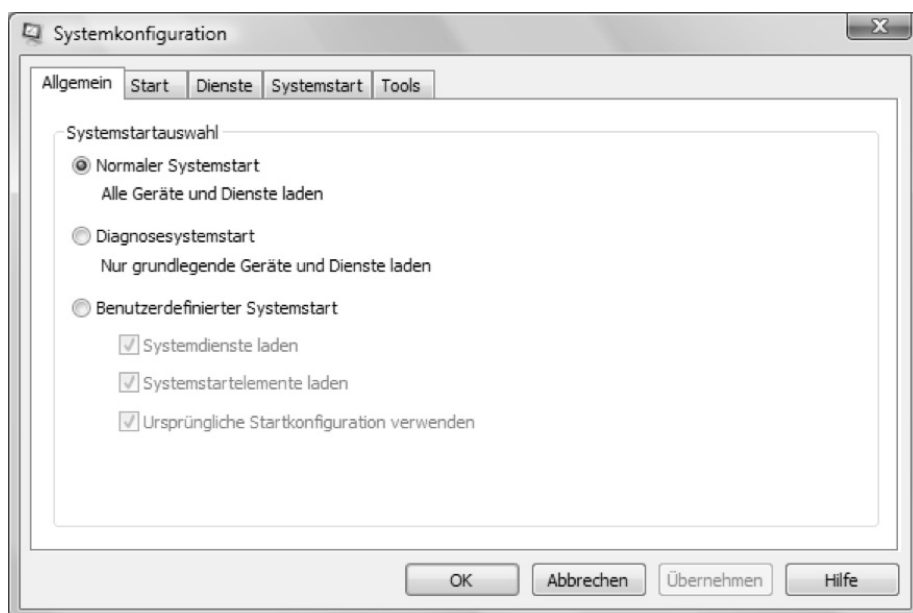 Systemkonfiguration
Allgemein Start Dienste Systemstart Tools
Systemstartauswahl
Normaler Systemstart
Alle Geräte und Dienste laden
Diagnosesystemstart
Nur grundlegende Geräte und Dienste laden
Benutzerdefinierter Systemstart
Systemdienste laden
Systemstartelemente laden
Ursprüngliche Startkonfiguration verwenden
OK Abbrechen Übernehmen Hilfe